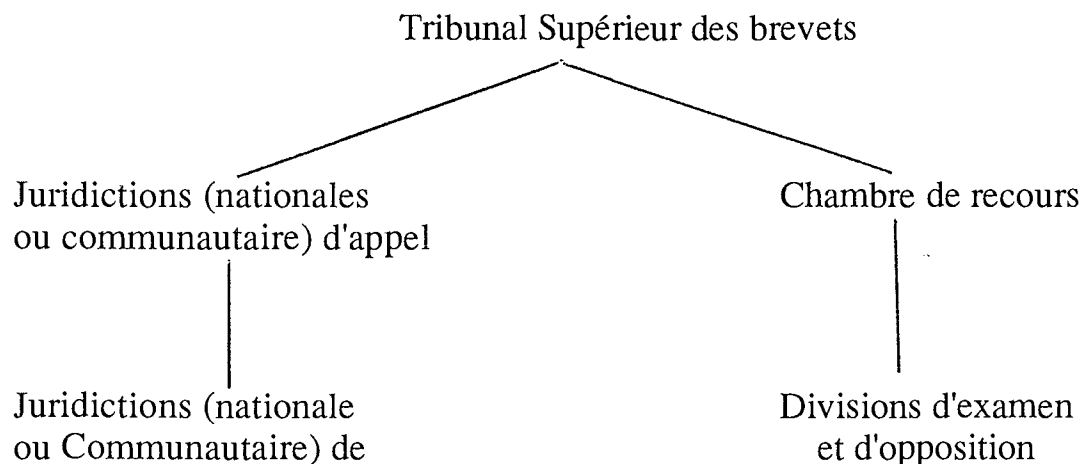 Tribunal Supérieur des brevets
Juridictions (nationales
ou communautaire) d'appel
Chambre de recours
Juridictions (nationale
ou Communautaire) de
Divisions d'examen
et d'opposition